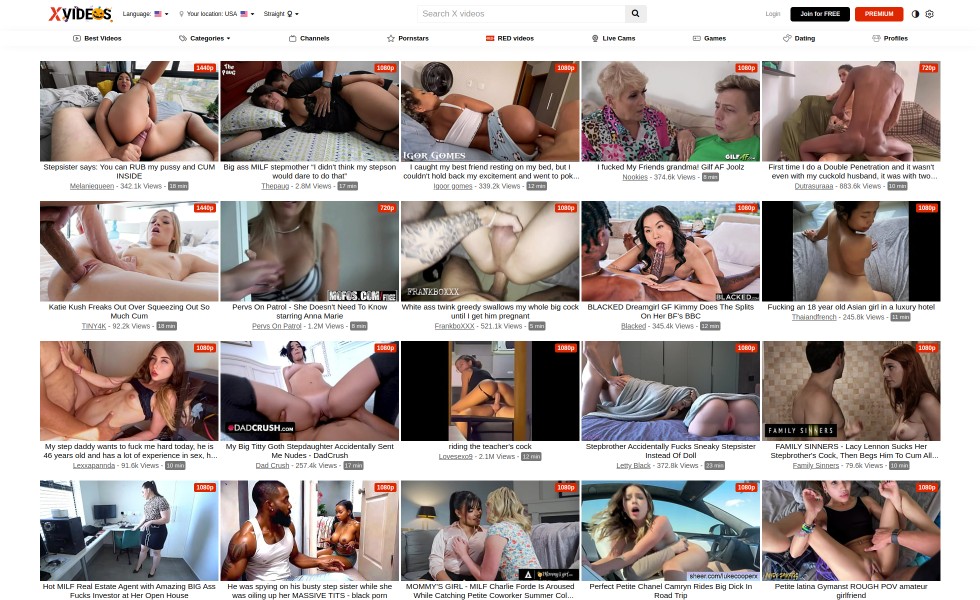 XVIDEOS Language: Your location: USA Straight Search X videos Login Join for FREE PREMIUM
Best Videos Categories Channels Pornstars RED videos Live Cams Games Dating Profiles
1440p
1080p
1080p
1080p
720p
IGOR GOMES
GILFAF
Stepsister says: You can RUB my pussy and CUM INSIDE
Melaniequeen - 342.1k Views - 18 min
Big ass MILF stepmother "I didn't think my stepson would dare to do that"
Thepaug - 2.8M Views - 17 min
I caught my best friend resting on my bed, but i couldn't hold back my excitement and went to pok...
Igoor gomes - 339.2k Views - 12 min
I fucked My Friends grandma! Gilf AF Joolz
Nookies - 374.6k Views - 8 min
First time I do a Double Penetration and it wasn't even with my cuckold husband, it was with two...
Dutrasuraaa - 883.6k Views - 10 min
1440p
720p
1080p
1080p
1080p
MOFOS.COM
FRANKBOXXX
BLACKED
Katie Kush Freaks Out Over Squeezing Out So Much Cum
TINY4K - 92.2k Views - 18 min
Pervs On Patrol - She Doesn't Need To Know starring Anna Marie
Pervs On Patrol - 1.2M Views - 8 min
White ass twink greedy swallows my whole big cock until I get him pregnant
FrankboXXX - 521.1k Views - 5 min
BLACKED Dreamgirl GF Kimmy Does The Splits On Her BF's BBC
Blacked - 345.4k Views - 12 min
Fucking an 18 year old Asian girl in a luxury hotel
Thaiandfrench - 245.8k Views - 11 min
1080p
1080p
1080p
1080p
1080p
DADCRUSH.COM
FAMILY SINNERS
My step daddy wants to fuck me hard today, he is 46 years old and has a lot of experience in sex, h...
Lexxapannda - 91.6k Views - 10 min
My Big Titty Goth Stepdaughter Accidentally Sent Me Nudes - DadCrush
Dad Crush - 257.4k Views - 17 min
riding the teacher's cock
Lovesexo9 - 2.1M Views - 12 min
Stepbrother Accidentally Fucks Sneaky Stepsister Instead Of Doll
Letty Black - 372.8k Views - 23 min
FAMILY SINNERS - Lacy Lennon Sucks Her Stepbrother's Cock, Then Begs Him To Cum All...
Family Sinners - 79.6k Views - 10 min
1080p
1080p
1080p
1080p
1080p
sheer.com/lukecooperx
Hot MILF Real Estate Agent with Amazing BIG Ass Fucks Investor at Her Open House
He was spying on his busty step sister while she was oiling up her MASSIVE TITS - black porn
MOMMY'S GIRL - MILF Charlie Forde Is Aroused While Catching Petite Coworker Summer Col...
Perfect Petite Chanel Camryn Rides Big Dick In Road Trip
Petite latina Gymanst ROUGH POV amateur girlfriend